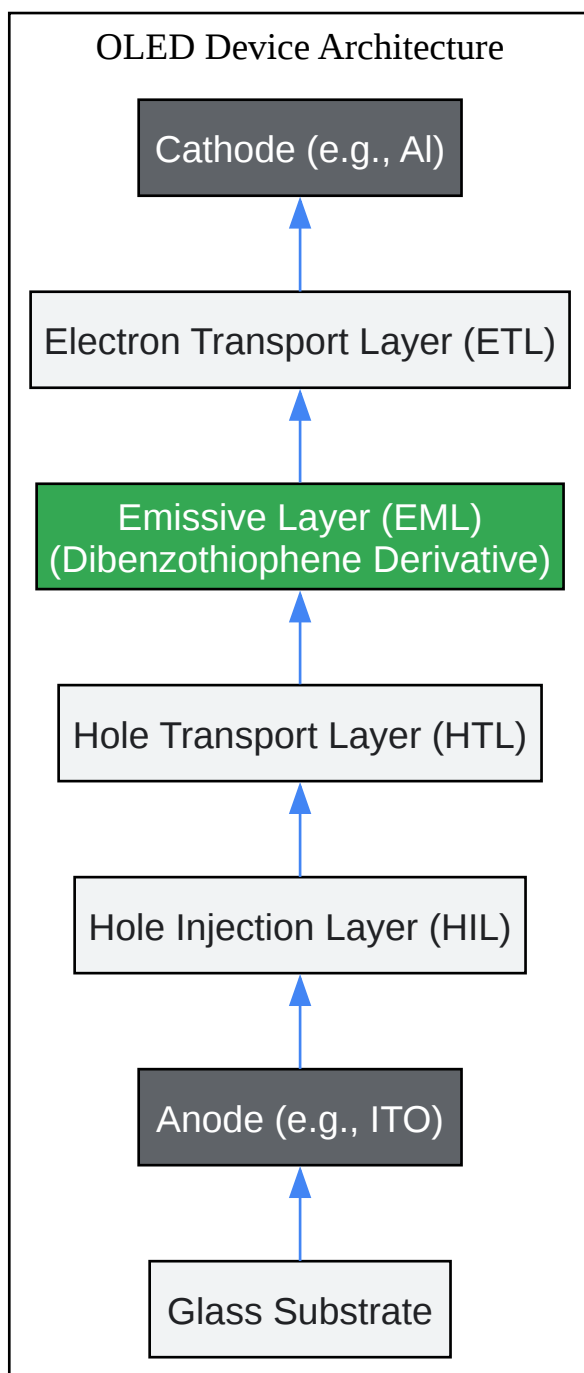 OLED Device Architecture
Cathode (e.g., Al)
Electron Transport Layer (ETL)
Emissive Layer (EML)
(Dibenzothiophene Derivative)
Hole Transport Layer (HTL)
Hole Injection Layer (HIL)
Anode (e.g., ITO)
Glass Substrate